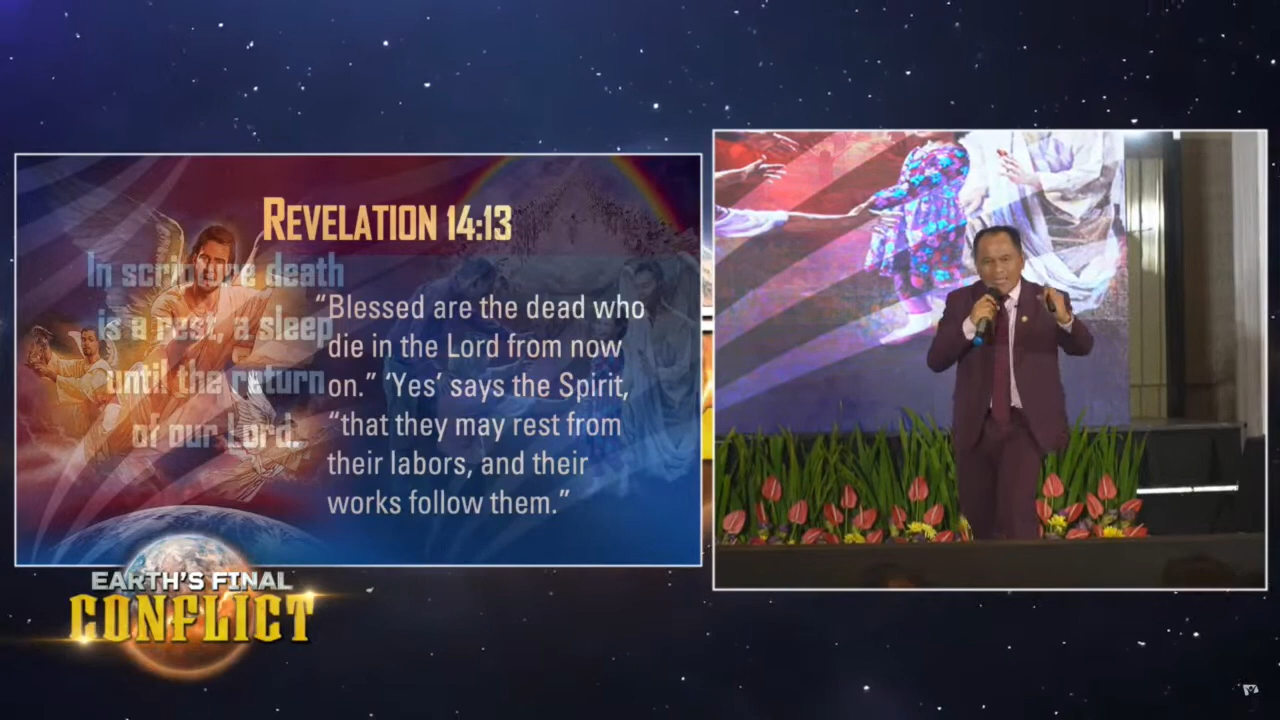 REVELATION 14:13
In scripture death
is a rest, a sleep
until the return
of our Lord.
“Blessed are the dead who
die in the Lord from now
on.” ‘Yes’ says the Spirit,
“that they may rest from
their labors, and their
works follow them.”
EARTH'S FINAL
CONFLICT